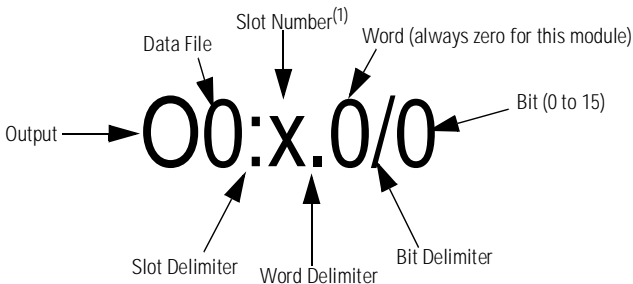 Slot Number(1)
Data File
Word (always zero for this module)
Bit (0 to 15)
Output
O0:x.0/0
Slot Delimiter
Word Delimiter
Bit Delimiter